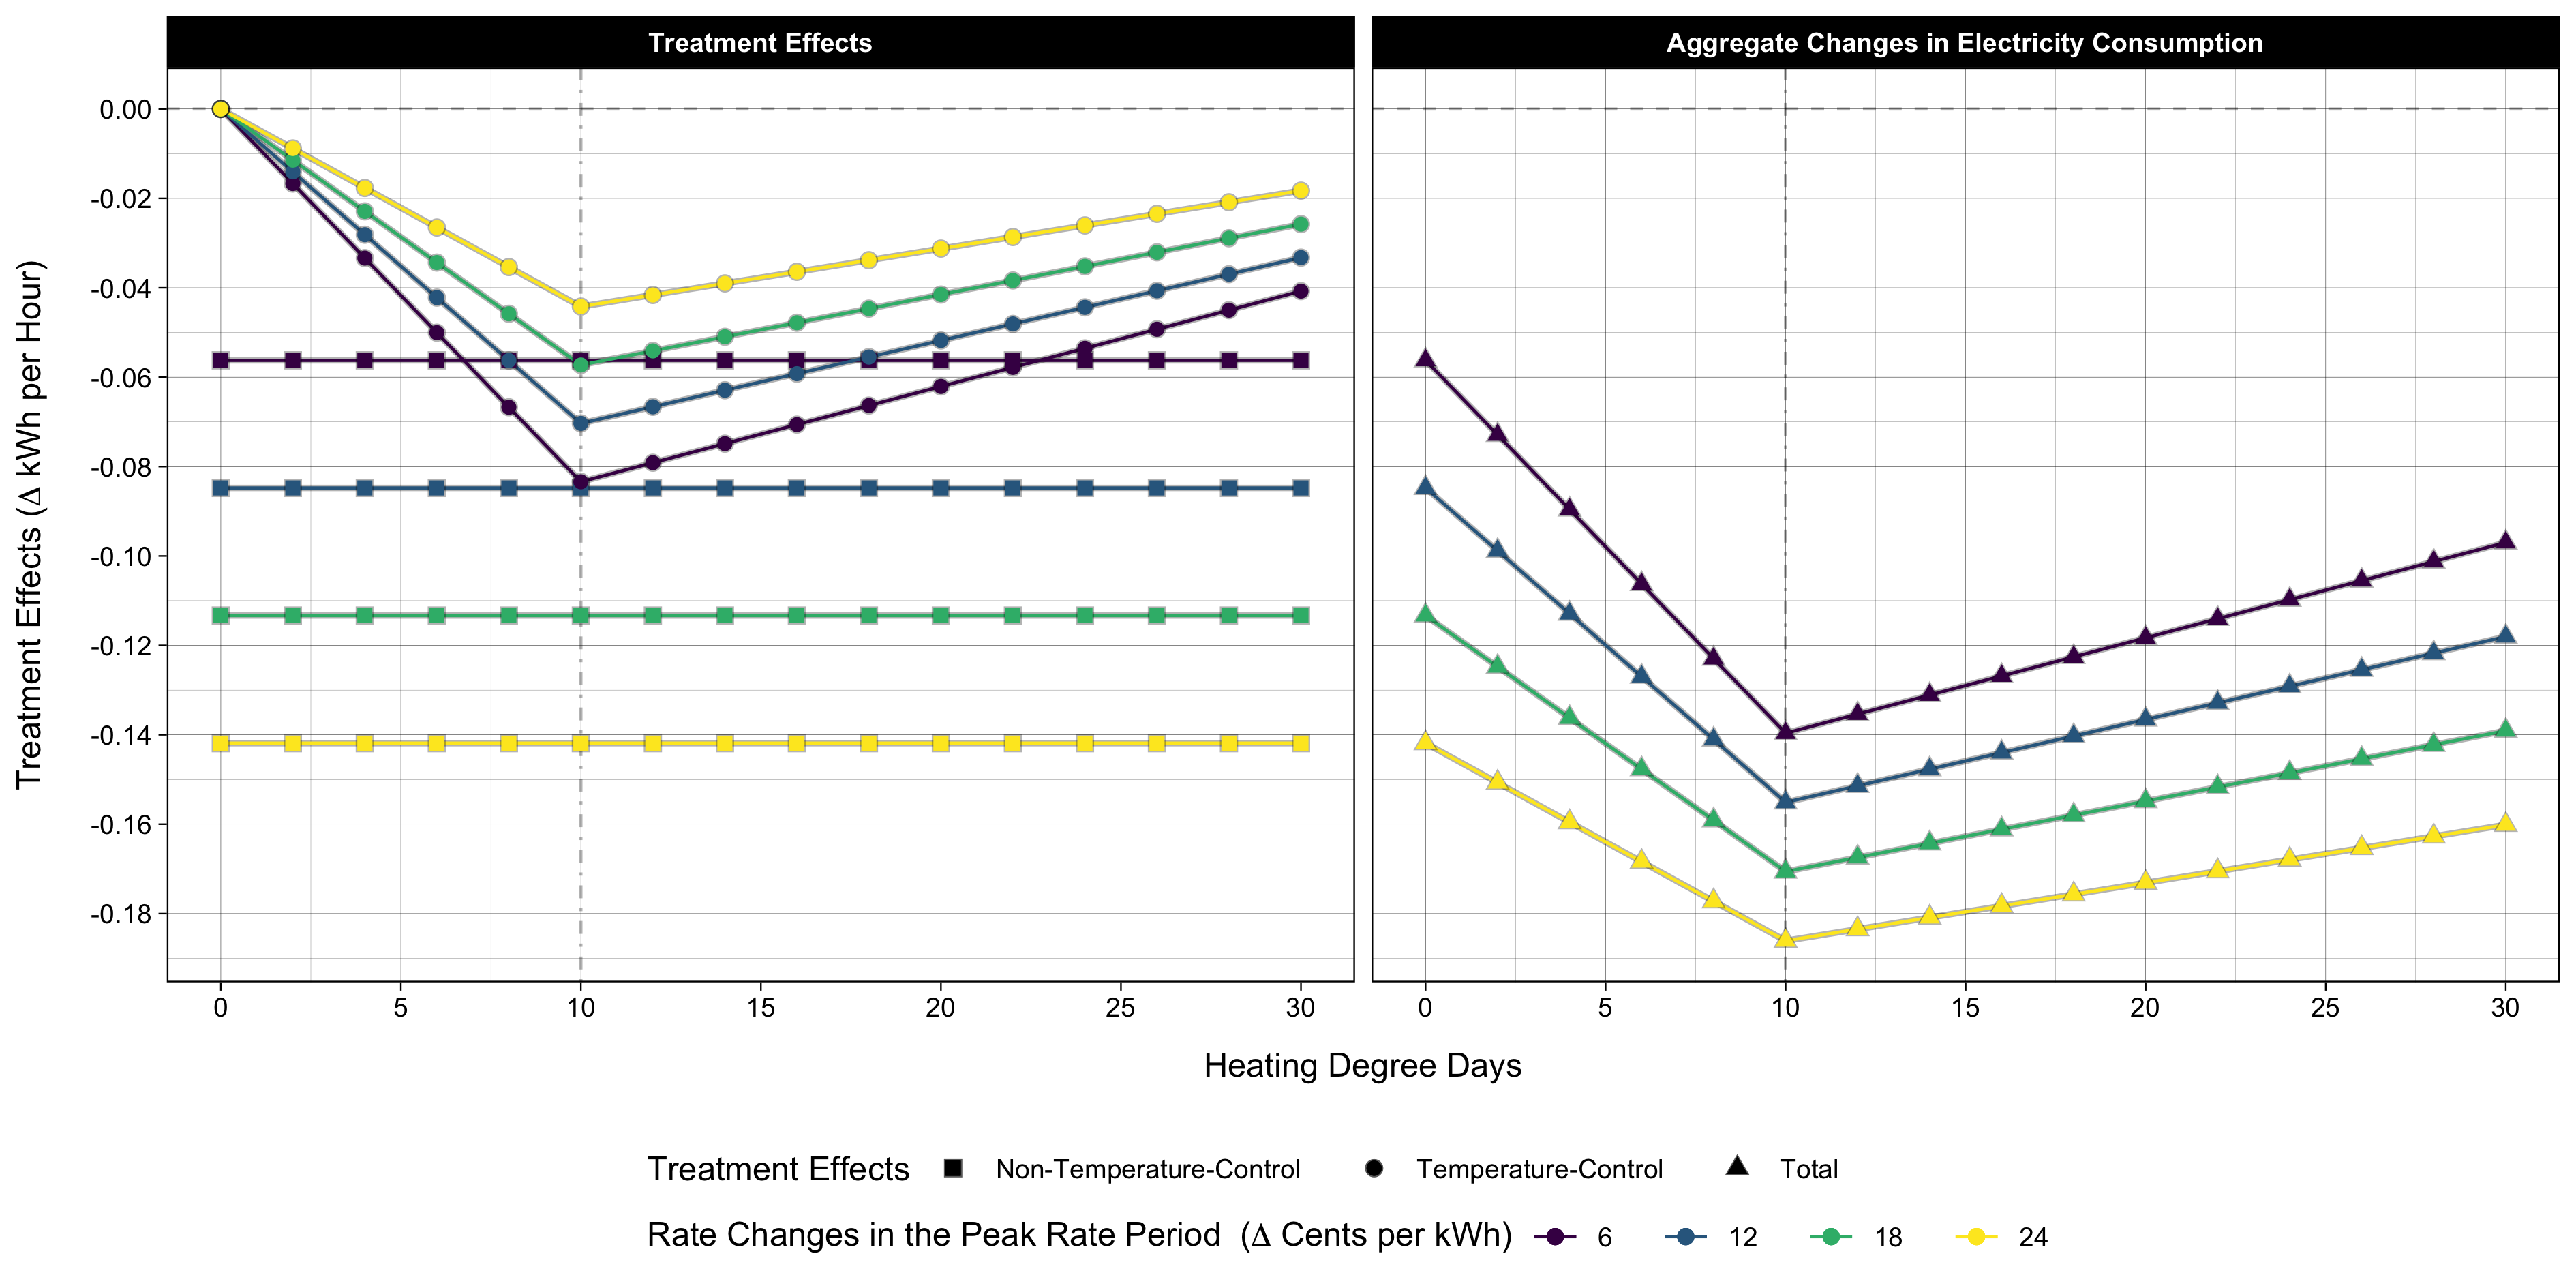 Treatment Effects
Aggregate Changes in Electricity Consumption
Treatment Effects (Δ kWh per Hour)
0.00
-0.02
-0.04
-0.06
-0.08
-0.10
-0.12
-0.14
-0.16
-0.18
0 5 10 15 20 25 30
0 5 10 15 20 25 30
Heating Degree Days
Treatment Effects Non-Temperature-Control Temperature-Control Total
Rate Changes in the Peak Rate Period (Δ Cents per kWh) 6 12 18 24